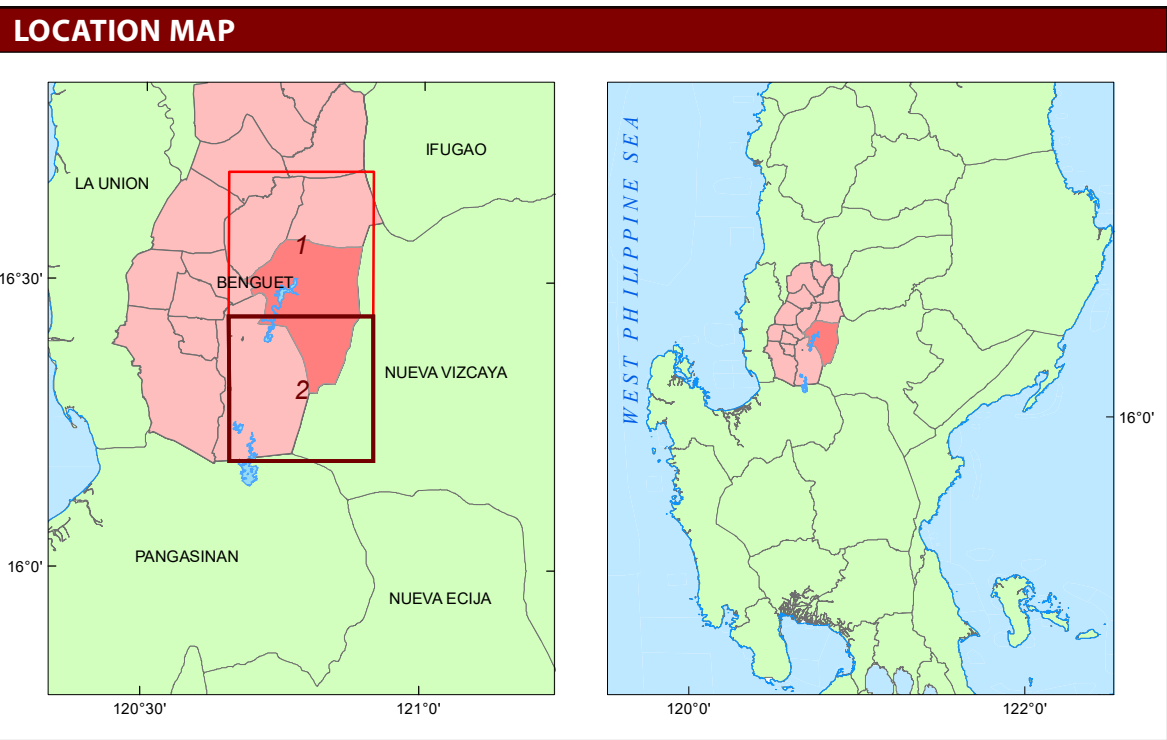 LOCATION MAP
IFUGAO
LA UNION
1
16°30'
BENGUET
NUEVA VIZCAYA
2
PANGASINAN
16°0'
NUEVA ECIJA
120°30'
121°0'
WEST PHILIPPINE SEA
16°0'
120°0'
122°0'